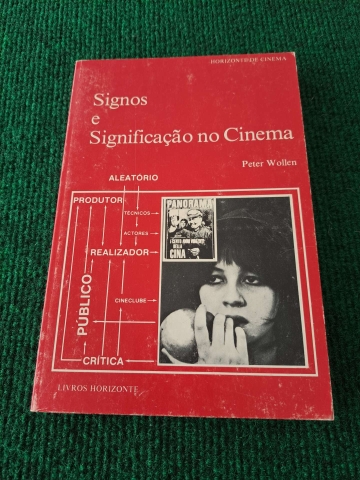 HORIZONTE DE CINEMA
Signos
e
Significação no Cinema
Peter Wollen
ALEATÓRIO
PRODUTOR
TÉCNICOS
ACTORES
REALIZADOR
PÚBLICO
CINECLUBE
CRÍTICA
PANORAMA
CINA
LIVROS HORIZONTE